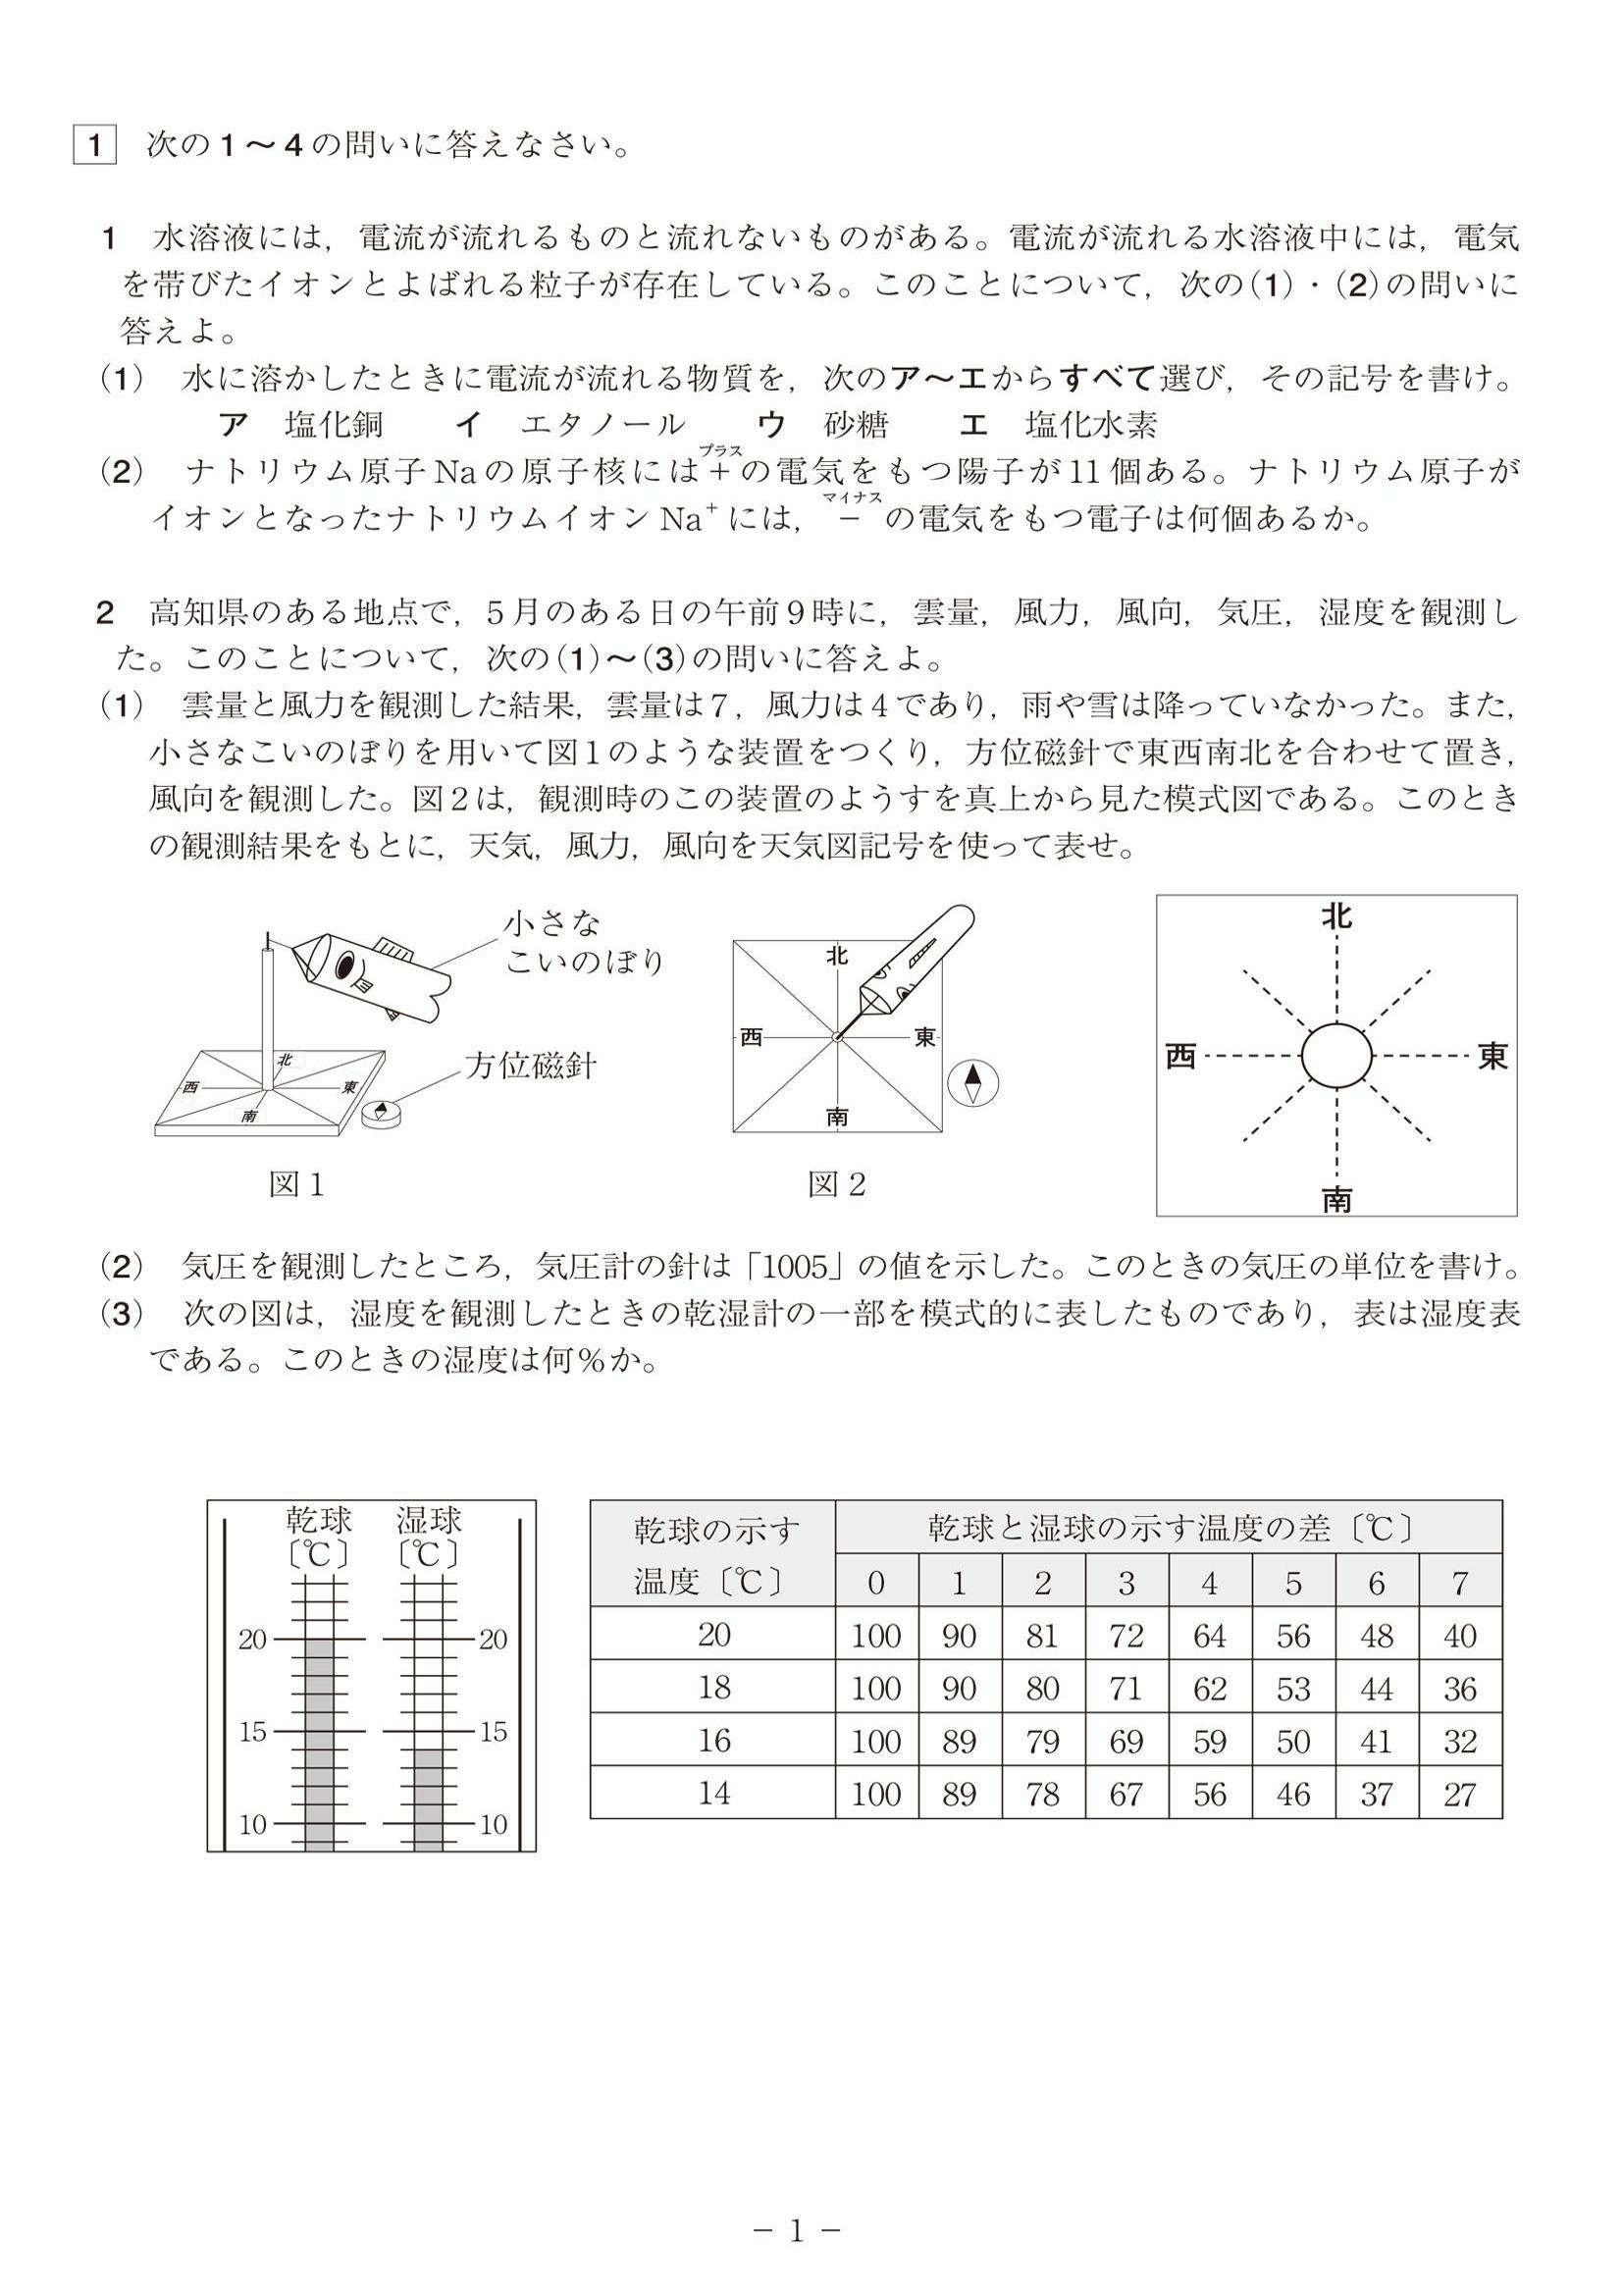 1 次の1～4の問いに答えなさい。
1 水溶液には，電流が流れるものと流れないものがある。電流が流れる水溶液中には，電気
を帯びたイオンとよばれる粒子が存在している。このことについて，次の(1)・(2)の問いに
答えよ。
(1) 水に溶かしたときに電流が流れる物質を，次のア～エからすべて選び，その記号を書け。
ア 塩化銅 イ エタノール ウ 砂糖 エ 塩化水素
プラス
(2) ナトリウム原子Naの原子核には＋の電気をもつ陽子が11個ある。ナトリウム原子が
マイナス
イオンとなったナトリウムイオンNa⁺には，－の電気をもつ電子は何個あるか。
2 高知県のある地点で，5月のある日の午前9時に，雲量，風力，風向，気圧，湿度を観測し
た。このことについて，次の(1)～(3)の問いに答えよ。
(1) 雲量と風力を観測した結果，雲量は7，風力は4であり，雨や雪は降っていなかった。また，
小さなこいのぼりを用いて図1のような装置をつくり，方位磁針で東西南北を合わせて置き，
風向を観測した。図2は，観測時のこの装置のようすを真上から見た模式図である。このとき
の観測結果をもとに，天気，風力，風向を天気図記号を使って表せ。
小さな
こいのぼり
方位磁針
北
西 東
南
図1
北
西 東
南
図2
北
西 東
南
(2) 気圧を観測したところ，気圧計の針は「1005」の値を示した。このときの気圧の単位を書け。
(3) 次の図は，湿度を観測したときの乾湿計の一部を模式的に表したものであり，表は湿度表
である。このときの湿度は何％か。
乾球 湿球
〔℃〕 〔℃〕
20 20
15 15
10 10
乾球の示す 乾球と湿球の示す温度の差〔℃〕
温度〔℃〕 0 1 2 3 4 5 6 7
20 100 90 81 72 64 56 48 40
18 100 90 80 71 62 53 44 36
16 100 89 79 69 59 50 41 32
14 100 89 78 67 56 46 37 27
－ 1 －